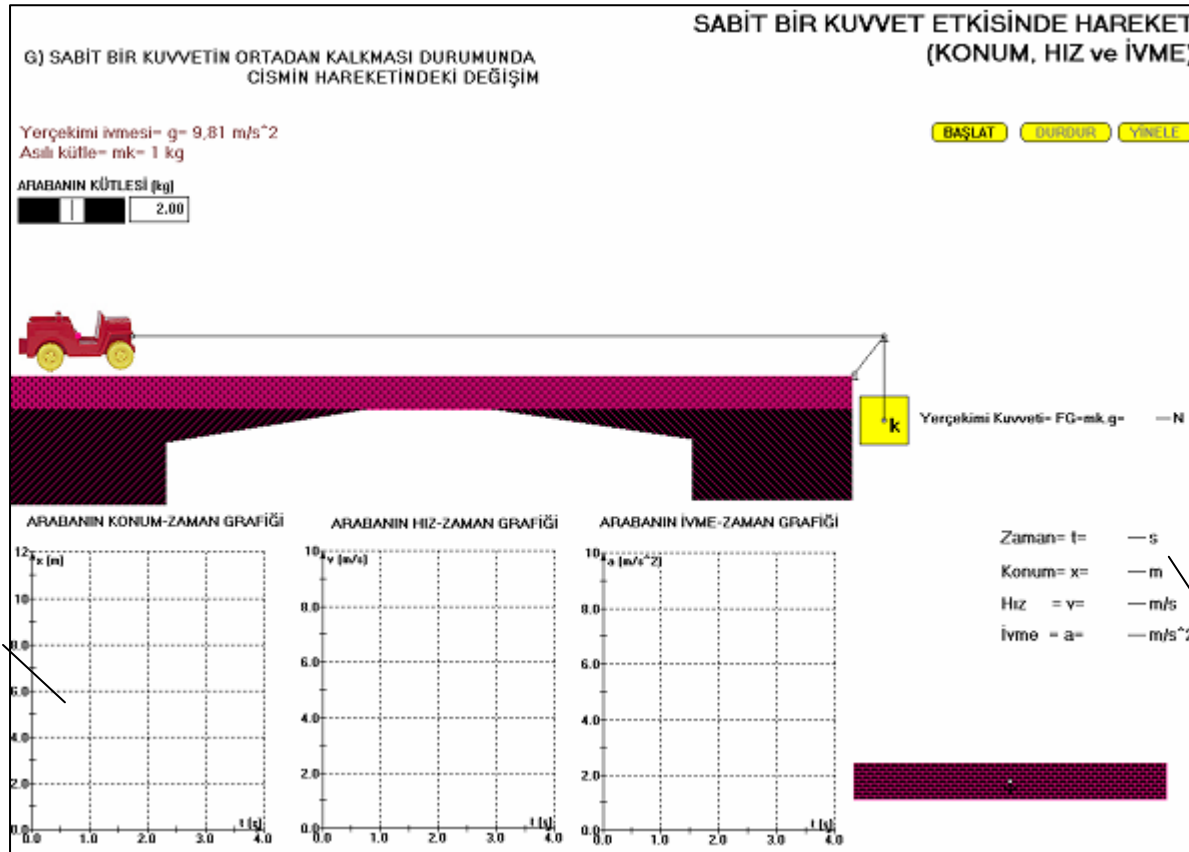 SABİT BİR KUVVET ETKİSİNDE HAREKET
(KONUM, HIZ ve İVME)
G) SABİT BİR KUVVETİN ORTADAN KALKMASI DURUMUNDA
CİSMİN HAREKETİNDEKİ DEĞİŞİM
Yerçekimi ivmesi= g= 9,81 m/s^2
Asılı kütle= mk= 1 kg
BAŞLAT DURDUR YİNELE
ARABANIN KÜTLESİ (kg)
2.00
k
Yerçekimi Kuvveti= FG=mk.g= — N
ARABANIN KONUM-ZAMAN GRAFİĞİ
12
x (m)
10
8.0
6.0
4.0
2.0
0.0
0.0 1.0 2.0 3.0 4.0
t (s)
ARABANIN HIZ-ZAMAN GRAFİĞİ
10
v (m/s)
8.0
6.0
4.0
2.0
0.0
0.0 1.0 2.0 3.0 4.0
t (s)
ARABANIN İVME-ZAMAN GRAFİĞİ
10
a (m/s^2)
8.0
6.0
4.0
2.0
0.0
0.0 1.0 2.0 3.0 4.0
t (s)
Zaman= t= — s
Konum= x= — m
Hız = v= — m/s
İvme = a= — m/s^2